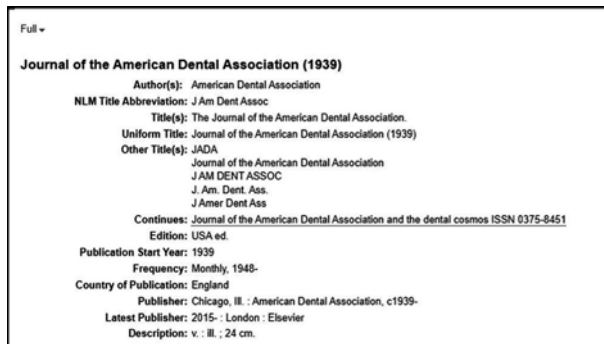 Full
Journal of the American Dental Association (1939)
Author(s): American Dental Association
NLM Title Abbreviation: J Am Dent Assoc
Title(s): The Journal of the American Dental Association.
Uniform Title: Journal of the American Dental Association (1939)
Other Title(s): JADA
Journal of the American Dental Association
J AM DENT ASSOC
J. Am. Dent. Ass.
J Amer Dent Ass
Continues: Journal of the American Dental Association and the dental cosmos ISSN 0375-8451
Edition: USA ed.
Publication Start Year: 1939
Frequency: Monthly, 1948-
Country of Publication: England
Publisher: Chicago, Ill. : American Dental Association, c1939-
Latest Publisher: 2015- : London : Elsevier
Description: v. : ill. ; 24 cm.